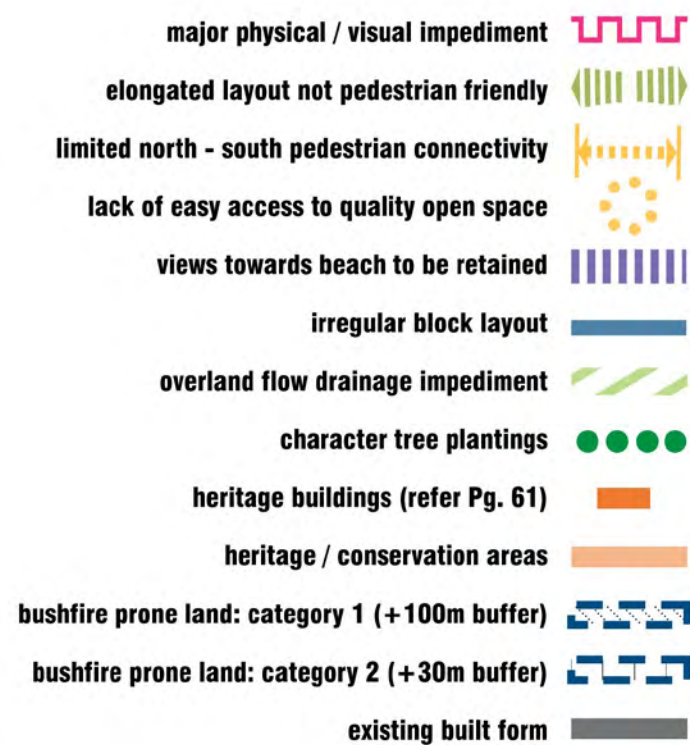 major physical / visual impediment
elongated layout not pedestrian friendly
limited north - south pedestrian connectivity
lack of easy access to quality open space
views towards beach to be retained
irregular block layout
overland flow drainage impediment
character tree plantings
heritage buildings (refer Pg. 61)
heritage / conservation areas
bushfire prone land: category 1 (+100m buffer)
bushfire prone land: category 2 (+30m buffer)
existing built form